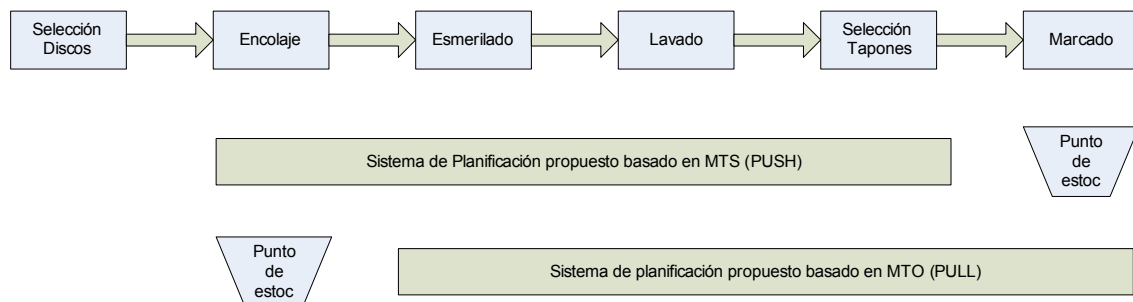 Selección
Discos
Encolaje
Esmerilado
Lavado
Selección
Tapones
Marcado
Sistema de Planificación propuesto basado en MTS (PUSH)
Punto
de
estoc
Punto
de
estoc
Sistema de planificación propuesto basado en MTO (PULL)